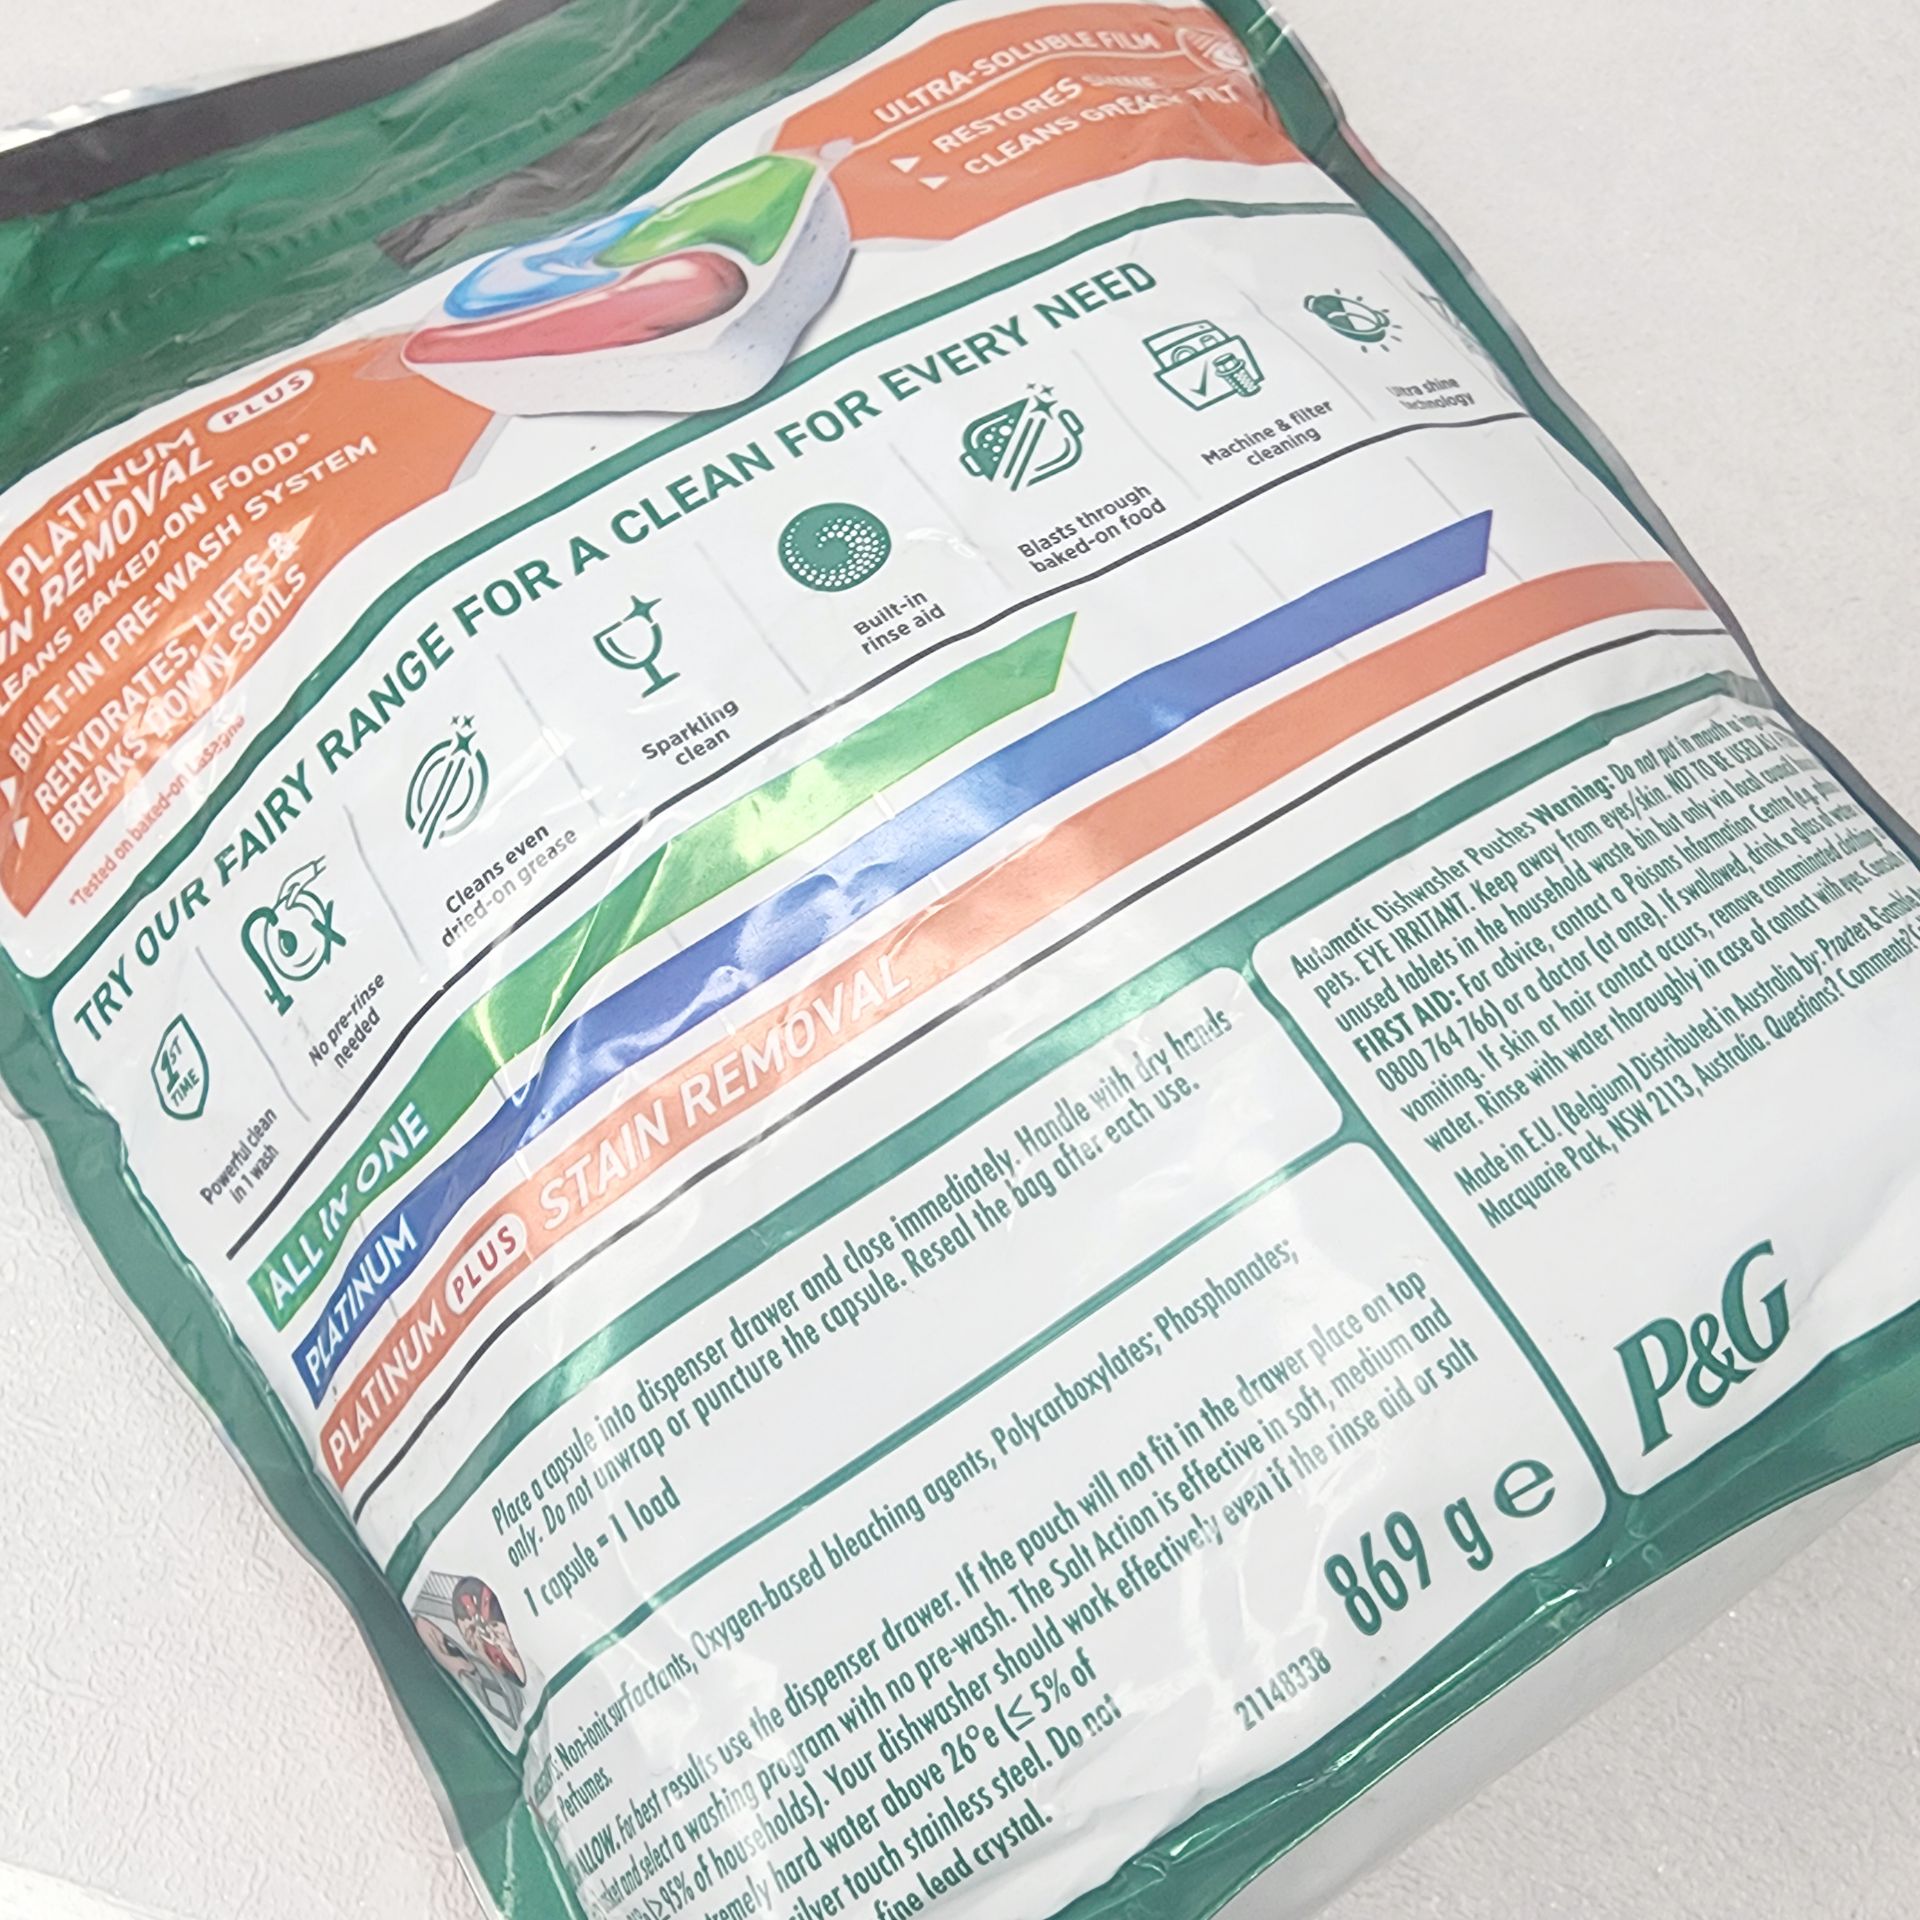 PLATINUM PLUS
REMOVAL
BAKED-ON FOOD*
BUILT-IN PRE-WASH SYSTEM
REHYDRATES, LIFTS &
BREAKS DOWN SOILS
*Tested on baked-on Lasagne
ULTRA-SOLUBLE FILM
RESTORES SHINE
CLEANS GREASY FILT
TRY OUR FAIRY RANGE FOR A CLEAN FOR EVERY NEED
1ST
TIME
Powerful clean
in 1 wash
No pre-rinse
needed
Cleans even
dried-on grease
Sparkling
clean
Built-in
rinse aid
Blasts through
baked-on food
Machine & filter
cleaning
Ultra shine
technology
ALL IN ONE
PLATINUM
PLATINUM PLUS STAIN REMOVAL
Place a capsule into dispenser drawer and close immediately. Handle with dry hands
only. Do not unwrap or puncture the capsule. Reseal the bag after each use.
1 capsule = 1 load
Non-ionic surfactants, Oxygen-based bleaching agents, Polycarboxylates; Phosphonates;
Perfumes.
ALLOW. For best results use the dispenser drawer. If the pouch will not fit in the drawer place on top
and select a washing program with no pre-wash. The Salt Action is effective in soft, medium and
(≥95% of households). Your dishwasher should work effectively even if the rinse aid or salt
hard water above 26°e (≤ 5% of
silver touch stainless steel. Do not
fine lead crystal.
21148338
869 g e
Automatic Dishwasher Pouches Warning: Do not put in mouth
pets. EYE IRRITANT. Keep away from eyes/skin. NOT TO BE USED AS
unused tablets in the household waste bin but only via local council
FIRST AID: For advice, contact a Poisons Information Centre (e.g.
0800 764 766) or a doctor (at once). If swallowed, drink a glass of water
vomiting. If skin or hair contact occurs, remove contaminated clothing
water. Rinse with water thoroughly in case of contact with eyes.
Made in E.U. (Belgium) Distributed in Australia by: Procter & Gamble
Macquarie Park, NSW 2113, Australia. Questions? Comments?
P&G